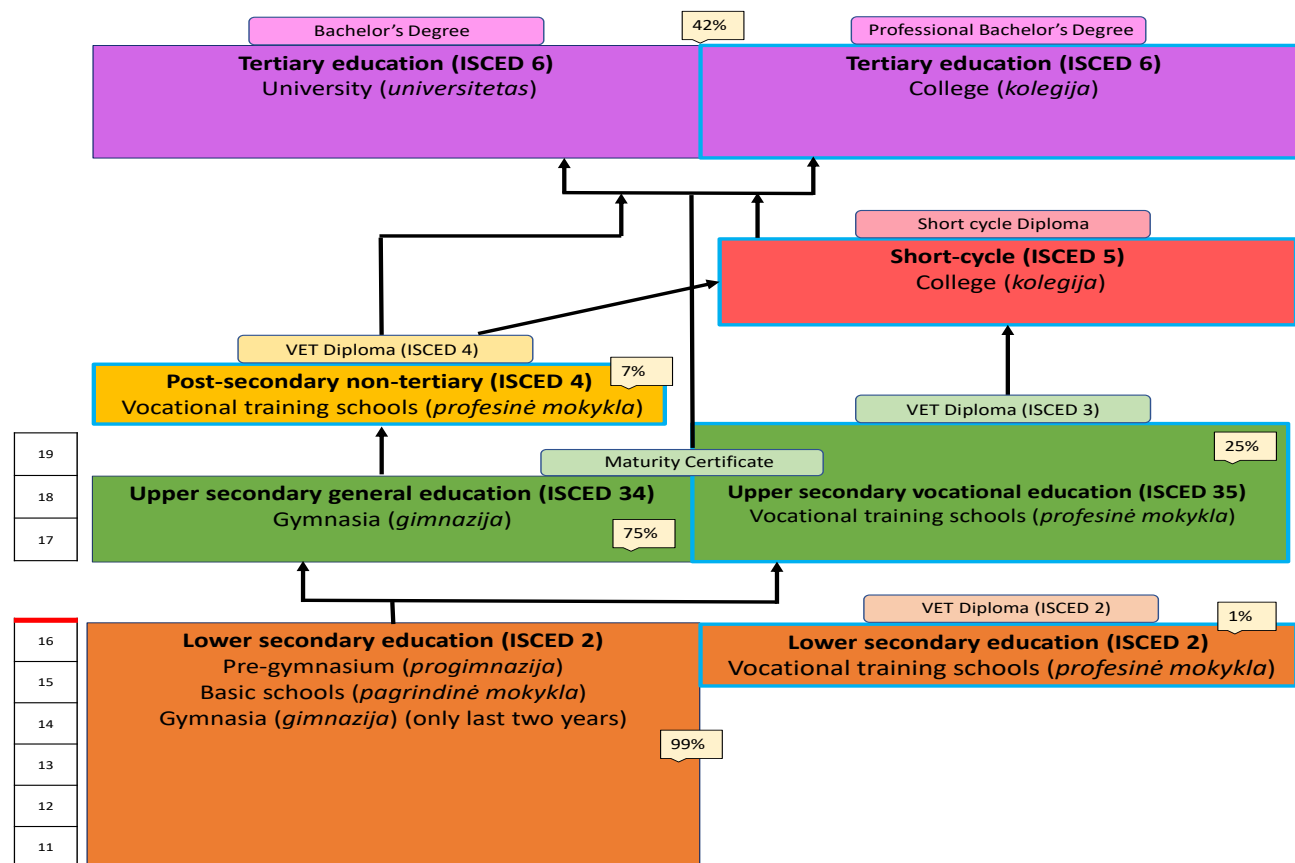 Bachelor's Degree
42%
Professional Bachelor's Degree
Tertiary education (ISCED 6)
University (universitetas)
Tertiary education (ISCED 6)
College (kolegija)
Short cycle Diploma
Short-cycle (ISCED 5)
College (kolegija)
VET Diploma (ISCED 4)
7%
Post-secondary non-tertiary (ISCED 4)
Vocational training schools (profesinė mokykla)
VET Diploma (ISCED 3)
25%
Maturity Certificate
19
18
17
Upper secondary general education (ISCED 34)
Gymnasia (gimnazija)
75%
Upper secondary vocational education (ISCED 35)
Vocational training schools (profesinė mokykla)
VET Diploma (ISCED 2)
1%
16
15
14
13
12
11
Lower secondary education (ISCED 2)
Pre-gymnasium (progimnazija)
Basic schools (pagrindinė mokykla)
Gymnasia (gimnazija) (only last two years)
99%
Lower secondary education (ISCED 2)
Vocational training schools (profesinė mokykla)